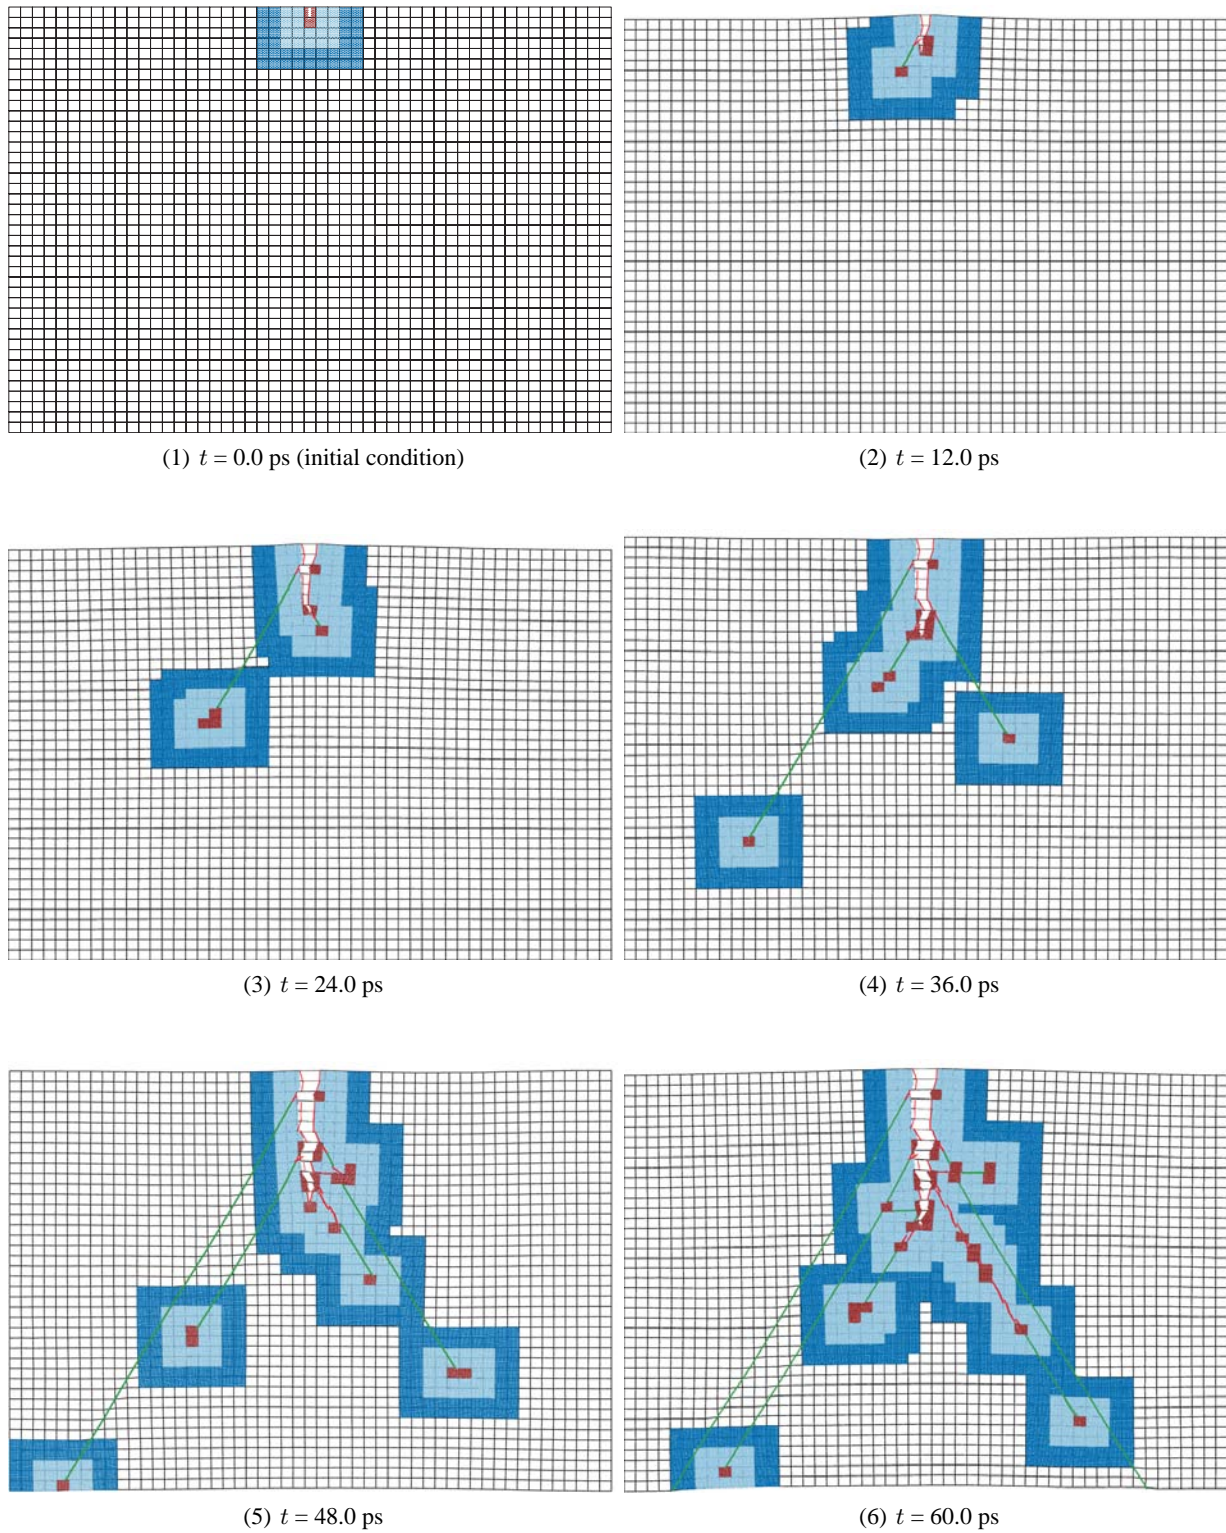 (1) t = 0.0 ps (initial condition)
(2) t = 12.0 ps
(3) t = 24.0 ps
(4) t = 36.0 ps
(5) t = 48.0 ps
(6) t = 60.0 ps